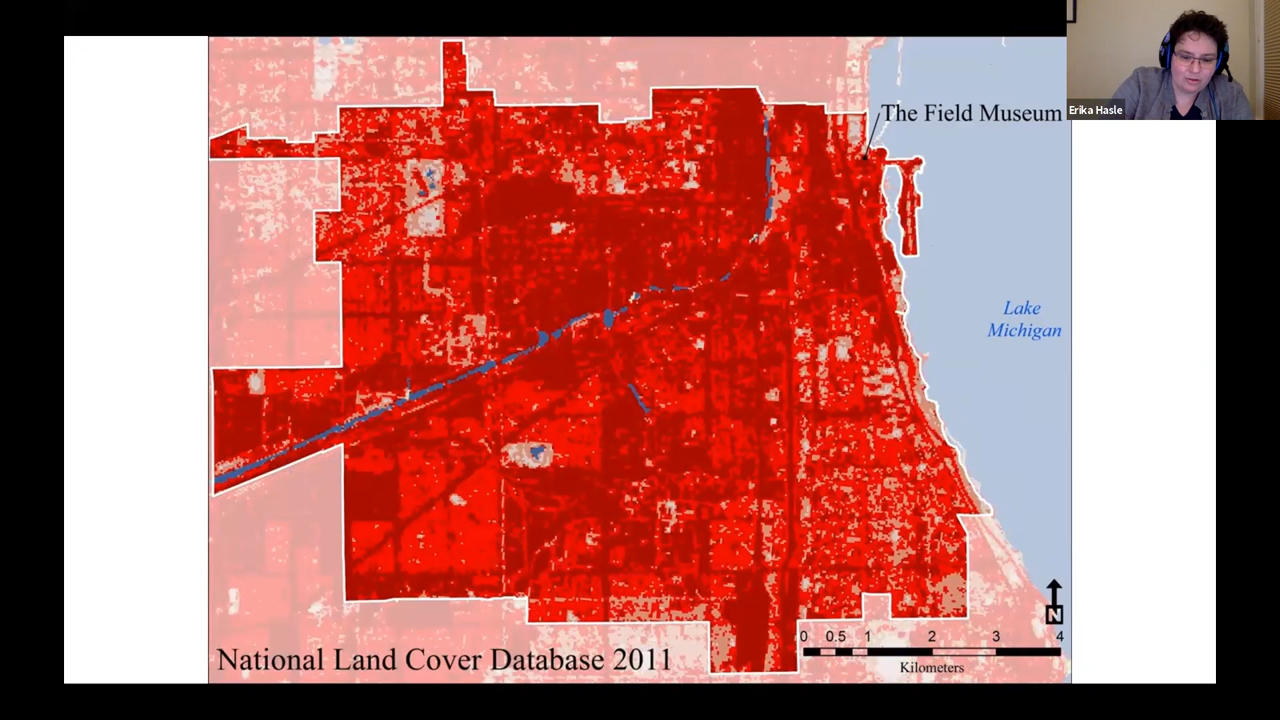 Erika Hasle
The Field Museum
Lake
Michigan
N
0 0.5 1 2 3 4
Kilometers
National Land Cover Database 2011